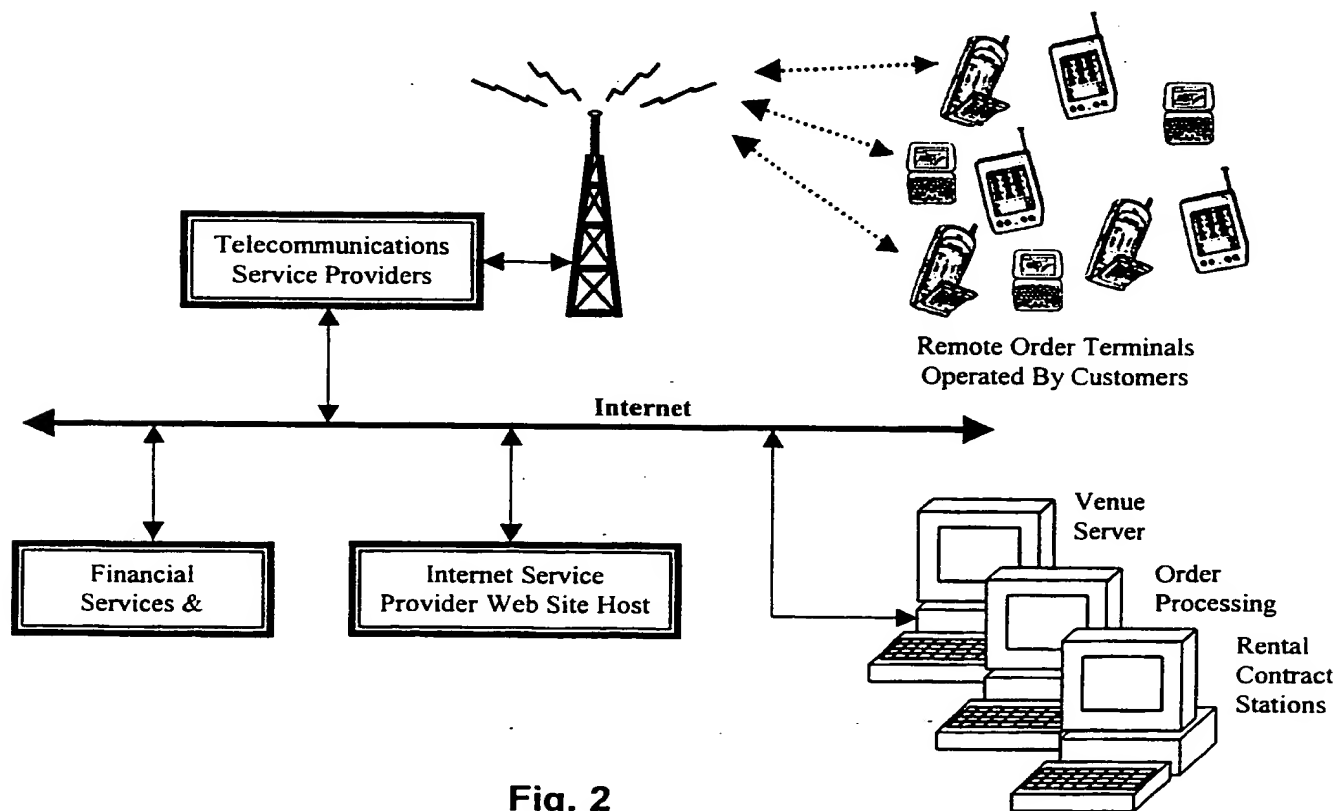 Telecommunications
Service Providers
Remote Order Terminals
Operated By Customers
Internet
Financial
Services &
Internet Service
Provider Web Site Host
Venue
Server
Order
Processing
Rental
Contract
Stations
Fig. 2